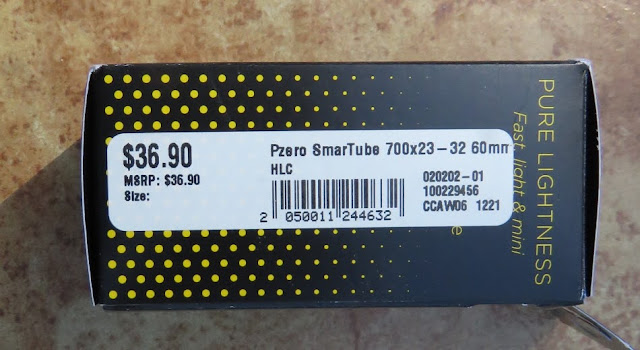 $36.90
MSRP: $36.90
Size:
Pzero SmarTube 700x23-32 60mm
HLC
020202-01
100229456
CCAW06 1221
2 050011 244632
PURE LIGHTNESS
Fast, light & mini